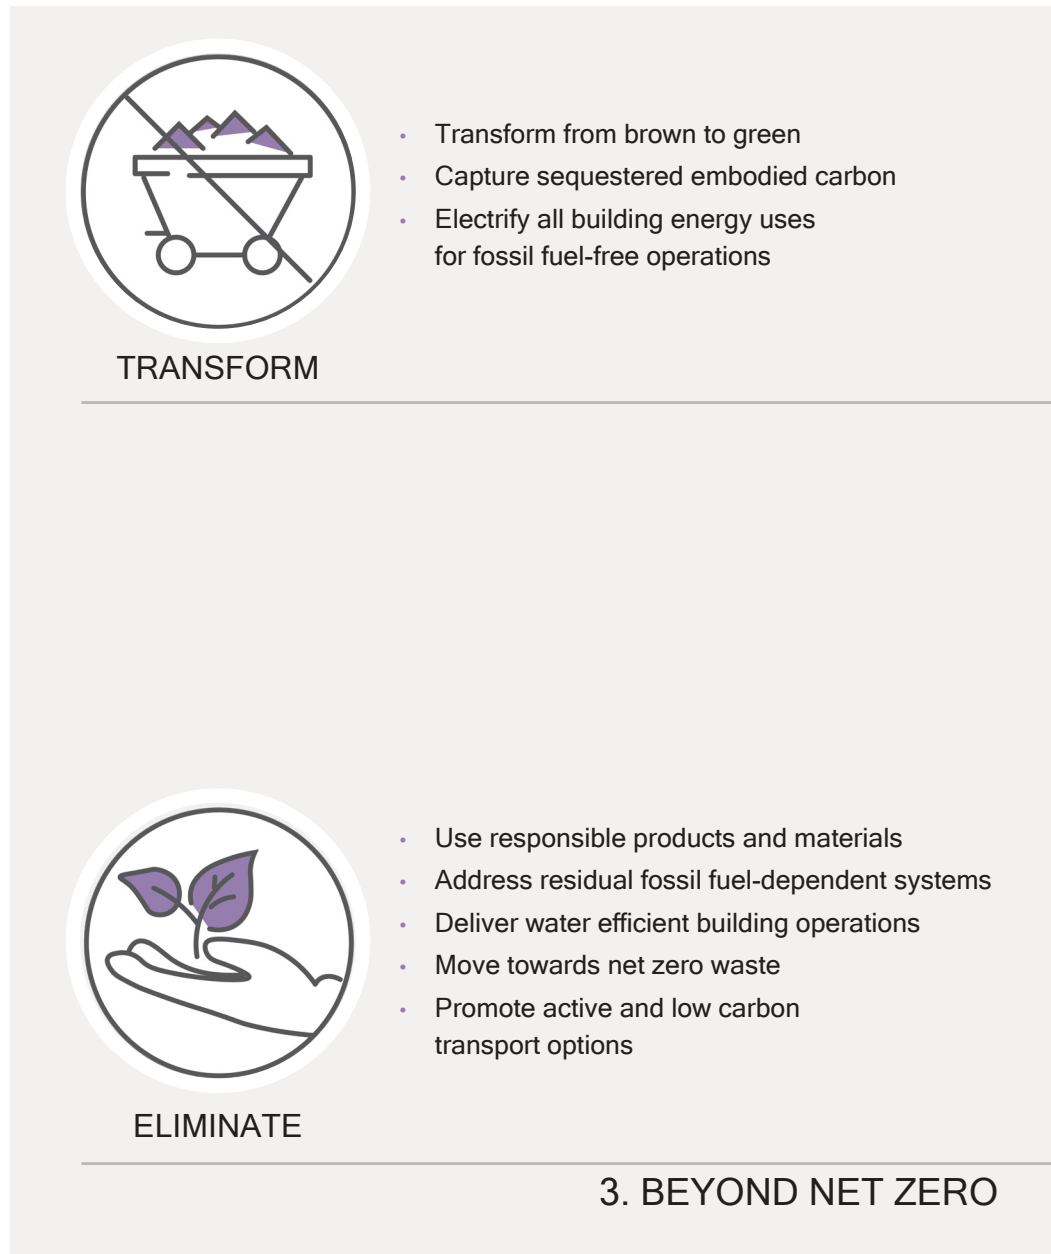 • Transform from brown to green
• Capture sequestered embodied carbon
• Electrify all building energy uses
for fossil fuel-free operations
TRANSFORM
• Use responsible products and materials
• Address residual fossil fuel-dependent systems
• Deliver water efficient building operations
• Move towards net zero waste
• Promote active and low carbon
transport options
ELIMINATE
3. BEYOND NET ZERO